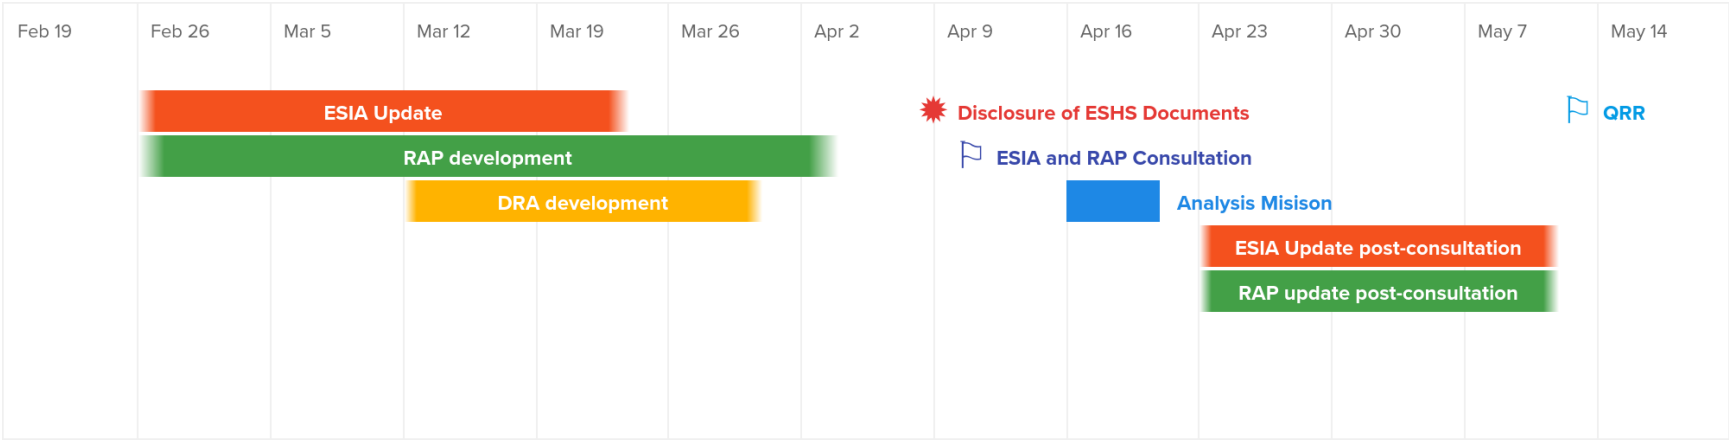 Feb 19
Feb 26
Mar 5
Mar 12
Mar 19
Mar 26
Apr 2
Apr 9
Apr 16
Apr 23
Apr 30
May 7
May 14
ESIA Update
Disclosure of ESHS Documents
QRR
RAP development
ESIA and RAP Consultation
DRA development
Analysis Misison
ESIA Update post-consultation
RAP update post-consultation